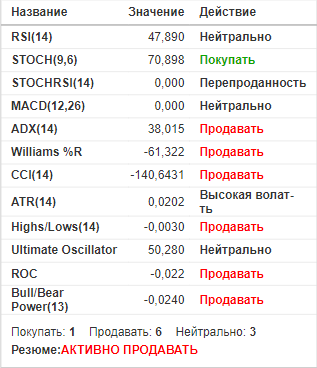 Название Значение Действие
RSI(14) 47,890 Нейтрально
STOCH(9,6) 70,898 Покупать
STOCHRSI(14) 0,000 Перепроданность
MACD(12,26) 0,000 Нейтрально
ADX(14) 38,015 Продавать
Williams %R -61,322 Продавать
CCI(14) -140,6431 Продавать
ATR(14) 0,0202 Высокая волат-
ть
Highs/Lows(14) -0,0030 Продавать
Ultimate Oscillator 50,280 Нейтрально
ROC -0,022 Продавать
Bull/Bear
Power(13) -0,0240 Продавать
Покупать: 1 Продавать: 6 Нейтрально: 3
Резюме:АКТИВНО ПРОДАВАТЬ